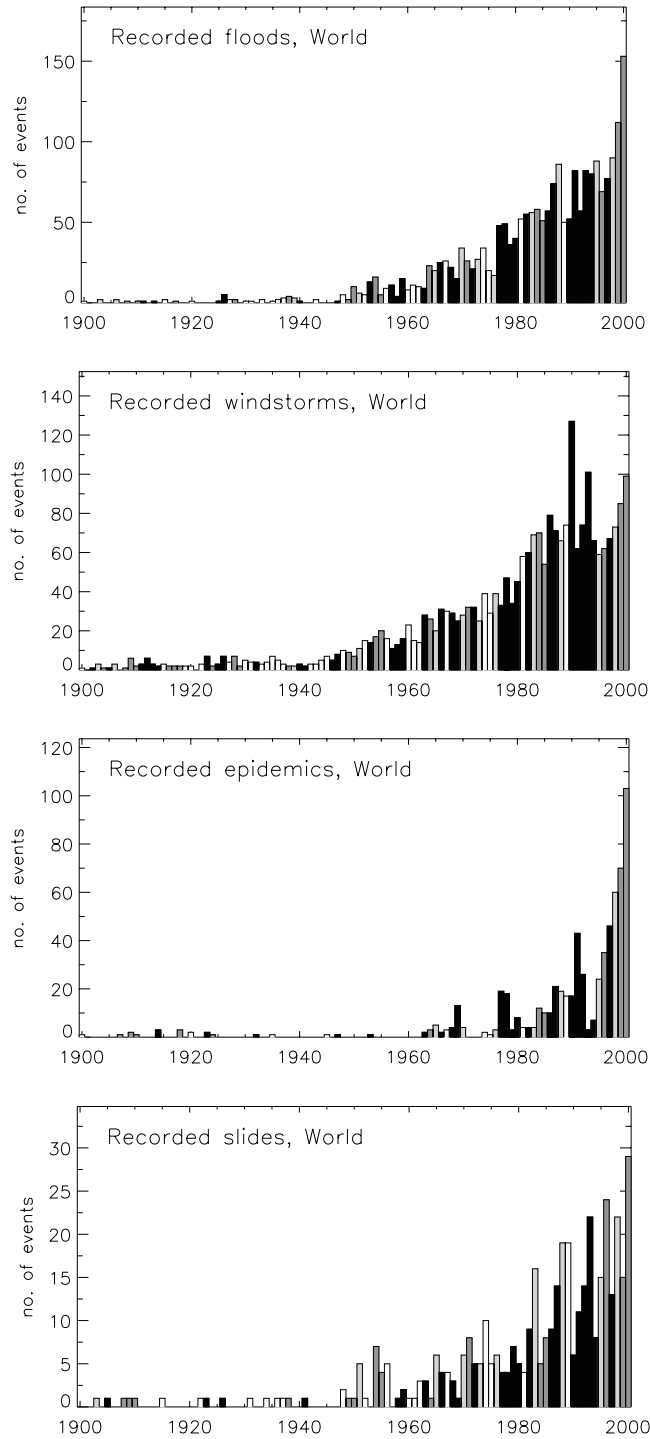 Recorded floods, World
150
100
50
0
no. of events
1900 1920 1940 1960 1980 2000
Recorded windstorms, World
140
120
100
80
60
40
20
0
no. of events
1900 1920 1940 1960 1980 2000
Recorded epidemics, World
120
100
80
60
40
20
0
no. of events
1900 1920 1940 1960 1980 2000
Recorded slides, World
30
25
20
15
10
5
0
no. of events
1900 1920 1940 1960 1980 2000